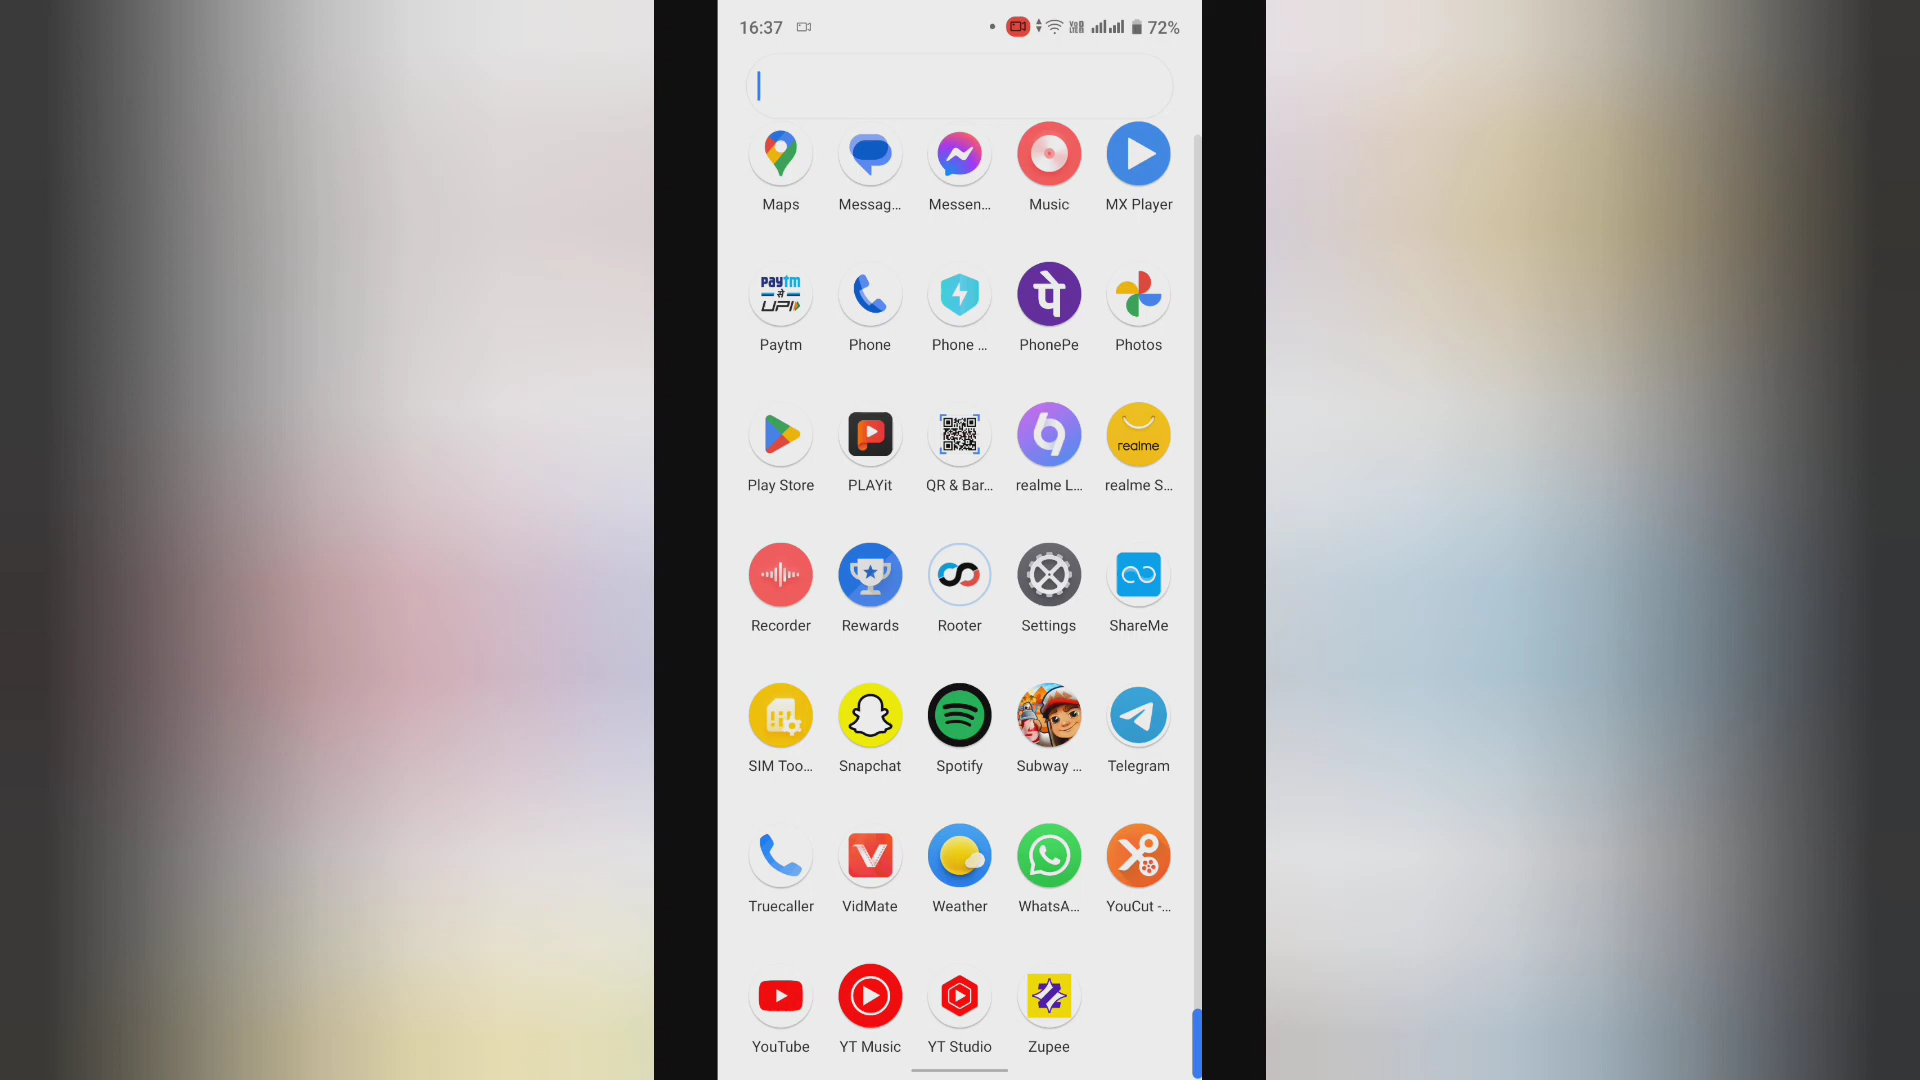 16:37 72%
Maps Messag... Messen... Music MX Player
paytm
से
UPI
पे
Paytm Phone Phone ... PhonePe Photos
realme
Play Store PLAYit QR & Bar... realme L... realme S...
Recorder Rewards Rooter Settings ShareMe
SIM Too... Snapchat Spotify Subway ... Telegram
Truecaller VidMate Weather WhatsA... YouCut -...
YouTube YT Music YT Studio Zupee